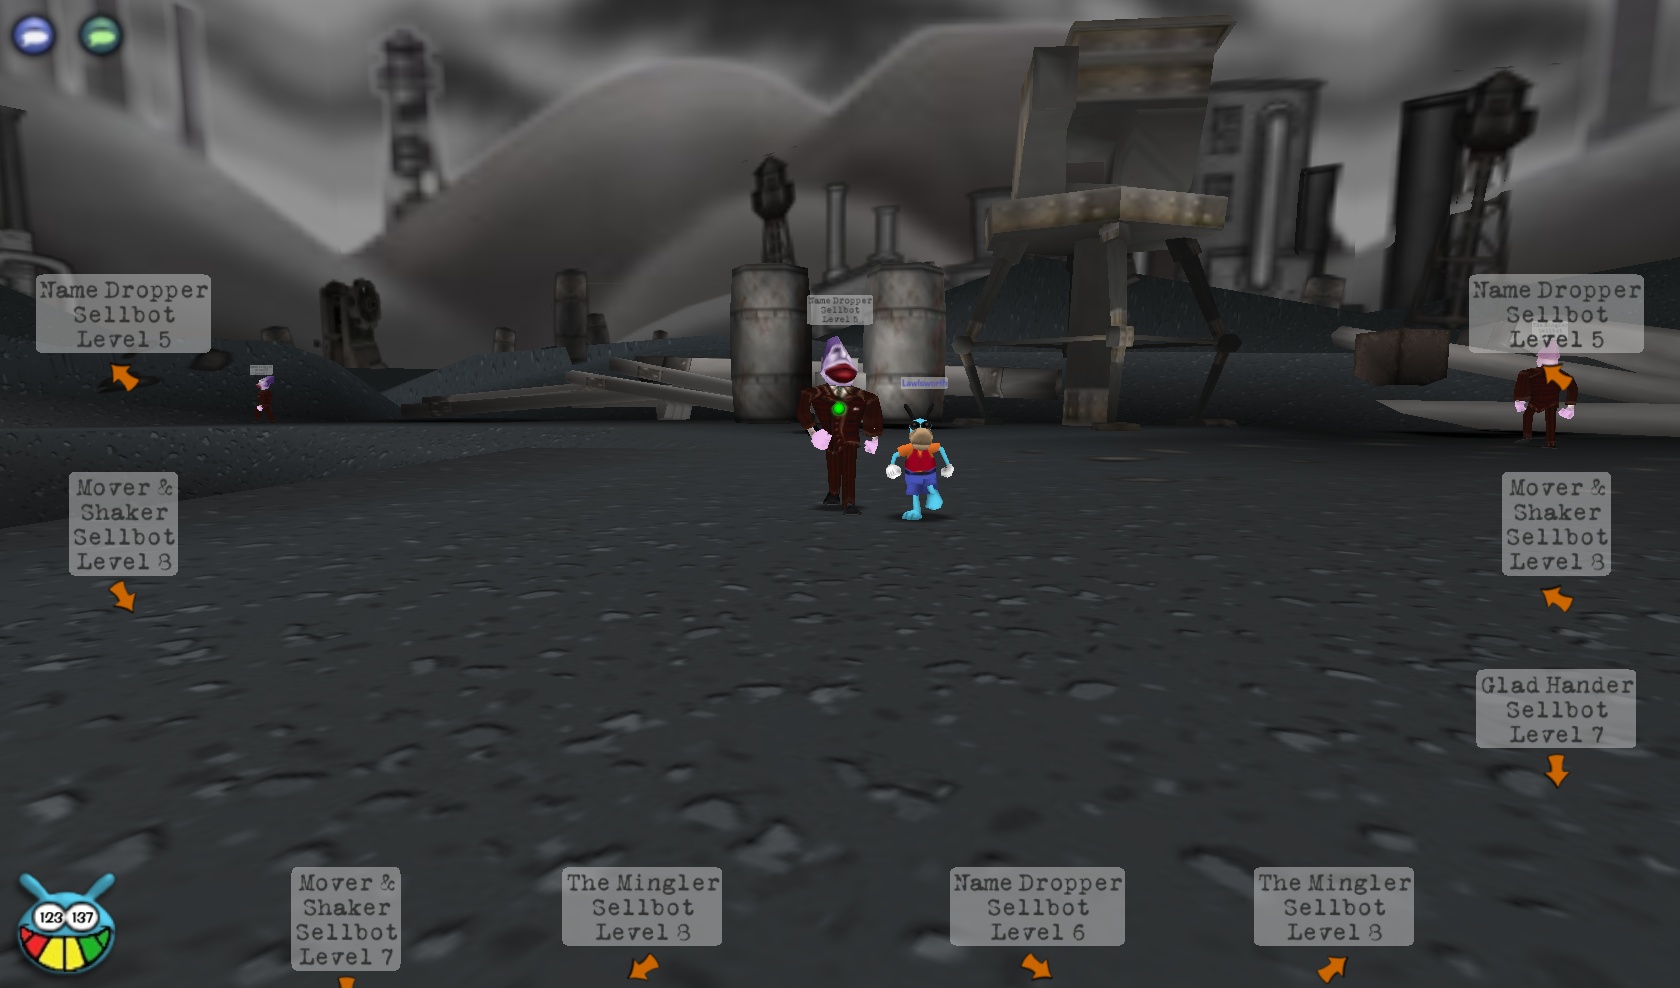 Name Dropper
Sellbot
Level 5
Name Dropper
Sellbot
Level 5
Name Dropper
Sellbot
Level 5
Mover &
Shaker
Sellbot
Level 8
Mover &
Shaker
Sellbot
Level 8
Glad Hander
Sellbot
Level 7
Mover &
Shaker
Sellbot
Level 7
The Mingler
Sellbot
Level 8
Name Dropper
Sellbot
Level 6
The Mingler
Sellbot
Level 8
123 137